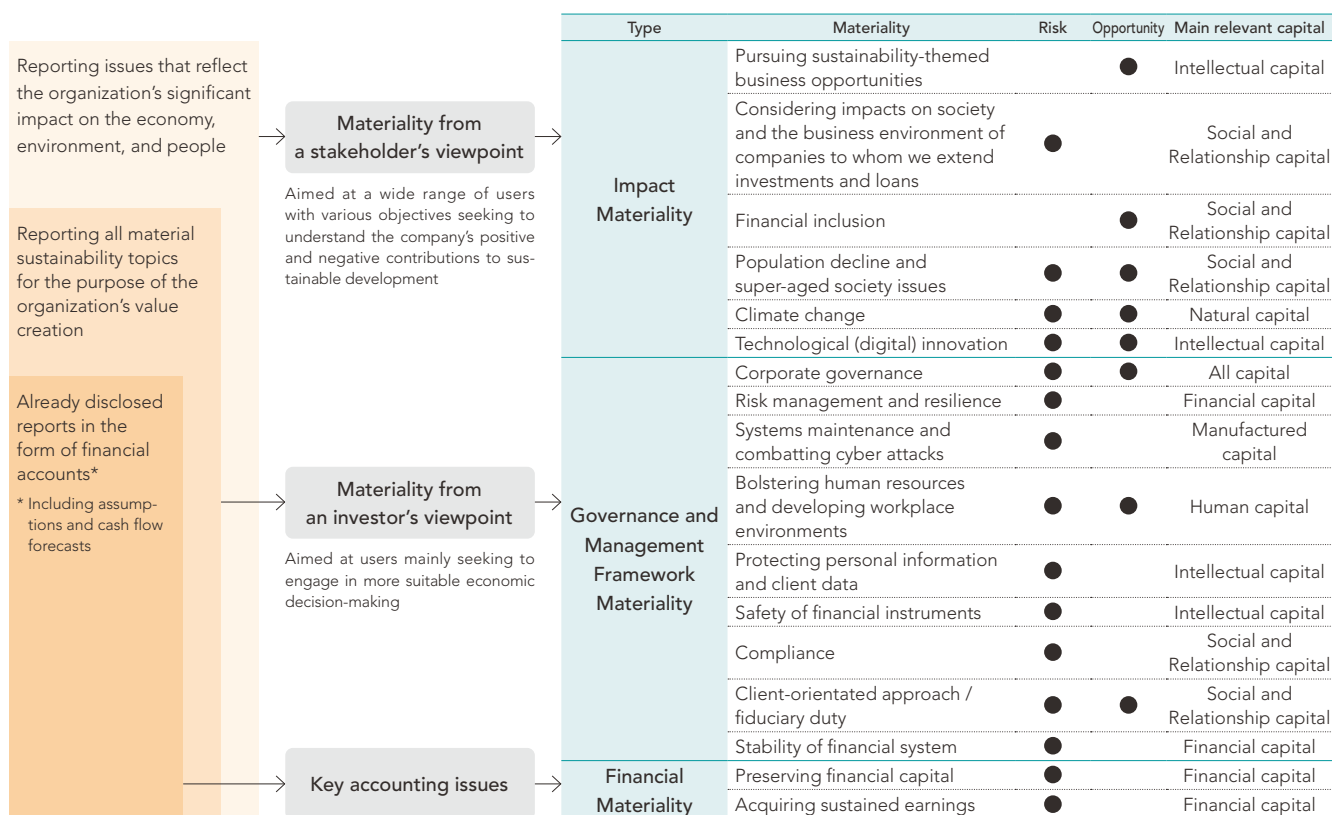 Reporting issues that reflect
the organization's significant
impact on the economy,
environment, and people
Reporting all material
sustainability topics
for the purpose of the
organization's value
creation
Already disclosed
reports in the
form of financial
accounts*
* Including assump-
tions and cash flow
forecasts
Materiality from
a stakeholder's viewpoint
Aimed at a wide range of users
with various objectives seeking to
understand the company's positive
and negative contributions to sus-
tainable development
Materiality from
an investor's viewpoint
Aimed at users mainly seeking to
engage in more suitable economic
decision-making
Key accounting issues
Type Materiality Risk Opportunity Main relevant capital
Impact
Materiality
Pursuing sustainability-themed
business opportunities
● Intellectual capital
Considering impacts on society
and the business environment of
companies to whom we extend
investments and loans
● Social and
Relationship capital
Financial inclusion
● Social and
Relationship capital
Population decline and
super-aged society issues
● ● Social and
Relationship capital
Climate change ● ● Natural capital
Technological (digital) innovation ● ● Intellectual capital
Governance and
Management
Framework
Materiality
Corporate governance ● ● All capital
Risk management and resilience ● Financial capital
Systems maintenance and
combatting cyber attacks
● Manufactured
capital
Bolstering human resources
and developing workplace
environments
● ● Human capital
Protecting personal information
and client data
● Intellectual capital
Safety of financial instruments ● Intellectual capital
Compliance
● Social and
Relationship capital
Client-orientated approach /
fiduciary duty
● ● Social and
Relationship capital
Stability of financial system ● Financial capital
Financial
Materiality
Preserving financial capital ● Financial capital
Acquiring sustained earnings ● Financial capital